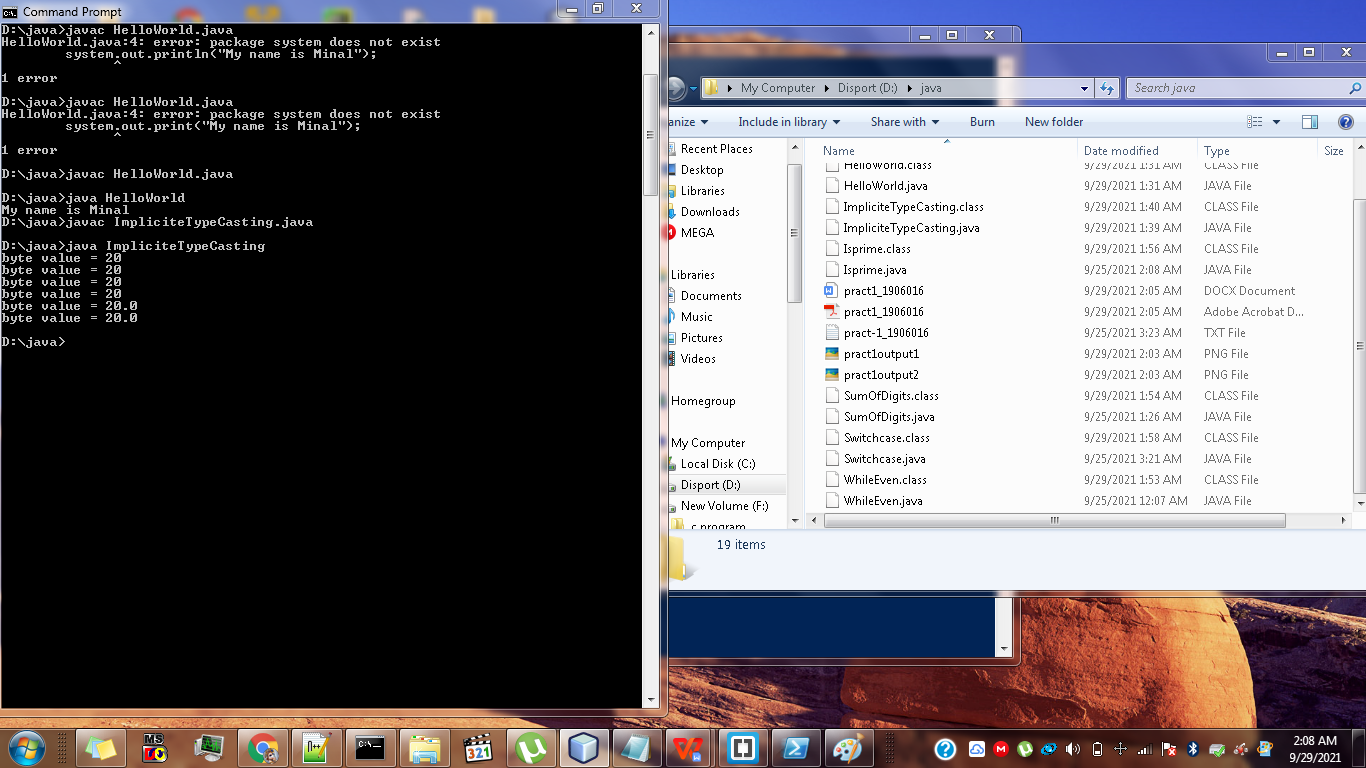 Command Prompt
D:\java>javac HelloWorld.java
HelloWorld.java:4: error: package system does not exist
system.out.println("My name is Minal");
^
1 error
D:\java>javac HelloWorld.java
HelloWorld.java:4: error: package system does not exist
system.out.print("My name is Minal");
^
1 error
D:\java>javac HelloWorld.java
D:\java>java HelloWorld
My name is Minal
D:\java>javac ImpliciteTypeCasting.java
D:\java>java ImpliciteTypeCasting
byte value = 20
byte value = 20
byte value = 20
byte value = 20
byte value = 20.0
byte value = 20.0
D:\java>
My Computer Disport (D:) java
Search java
anize Include in library Share with Burn New folder
Recent Places
Desktop
Libraries
Downloads
MEGA
Libraries
Documents
Music
Pictures
Videos
Homegroup
My Computer
Local Disk (C:)
Disport (D:)
New Volume (F:)
c program
Name Date modified Type Size
HelloWorld.class 9/29/2021 1:31 AM CLASS File
HelloWorld.java 9/29/2021 1:31 AM JAVA File
ImpliciteTypeCasting.class 9/29/2021 1:40 AM CLASS File
ImpliciteTypeCasting.java 9/29/2021 1:39 AM JAVA File
Isprime.class 9/29/2021 1:56 AM CLASS File
Isprime.java 9/25/2021 2:08 AM JAVA File
pract1_1906016 9/29/2021 2:05 AM DOCX Document
pract1_1906016 9/29/2021 2:05 AM Adobe Acrobat D...
pract-1_1906016 9/25/2021 3:23 AM TXT File
pract1output1 9/29/2021 2:03 AM PNG File
pract1output2 9/29/2021 2:03 AM PNG File
SumOfDigits.class 9/29/2021 1:54 AM CLASS File
SumOfDigits.java 9/25/2021 1:26 AM JAVA File
Switchcase.class 9/29/2021 1:58 AM CLASS File
Switchcase.java 9/25/2021 3:21 AM JAVA File
WhileEven.class 9/29/2021 1:53 AM CLASS File
WhileEven.java 9/25/2021 12:07 AM JAVA File
19 items
2:08 AM
9/29/2021